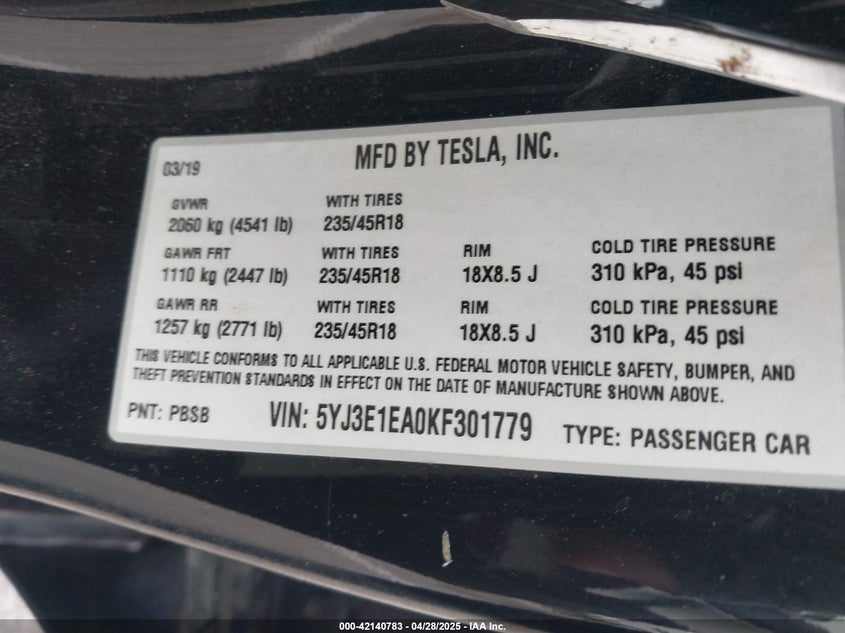 03/19
MFD BY TESLA, INC.
GVWR WITH TIRES
2060 kg (4541 lb) 235/45R18
GAWR FRT WITH TIRES RIM COLD TIRE PRESSURE
1110 kg (2447 lb) 235/45R18 18X8.5 J 310 kPa, 45 psi
GAWR RR WITH TIRES RIM COLD TIRE PRESSURE
1257 kg (2771 lb) 235/45R18 18X8.5 J 310 kPa, 45 psi
THIS VEHICLE CONFORMS TO ALL APPLICABLE U.S. FEDERAL MOTOR VEHICLE SAFETY, BUMPER, AND
THEFT PREVENTION STANDARDS IN EFFECT ON THE DATE OF MANUFACTURE SHOWN ABOVE.
PNT: PBSB VIN: 5YJ3E1EA0KF301779 TYPE: PASSENGER CAR
000-42140783 - 04/28/2025 - IAA Inc.